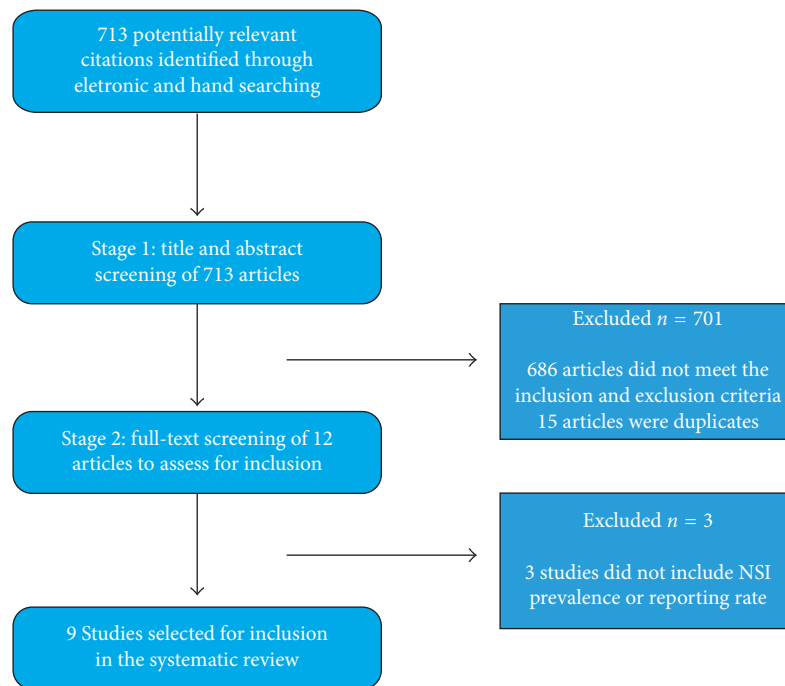 713 potentially relevant
citations identified through
eletronic and hand searching
Stage 1: title and abstract
screening of 713 articles
Excluded n = 701
686 articles did not meet the
inclusion and exclusion criteria
15 articles were duplicates
Stage 2: full-text screening of 12
articles to assess for inclusion
Excluded n = 3
3 studies did not include NSI
prevalence or reporting rate
9 Studies selected for inclusion
in the systematic review